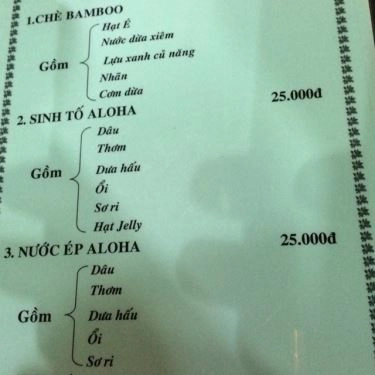 1.CHÈ BAMBOO
Hạt É
Nước dừa xiêm
Gồm Lựu xanh củ năng
Nhãn
Cơm dừa
25.000đ
2. SINH TỐ ALOHA
Dâu
Thơm
Gồm Dưa hấu
Ổi
Sơ ri
Hạt Jelly
25.000đ
3. NƯỚC ÉP ALOHA
Dâu
Thơm
Gồm Dưa hấu
Ổi
Sơ ri